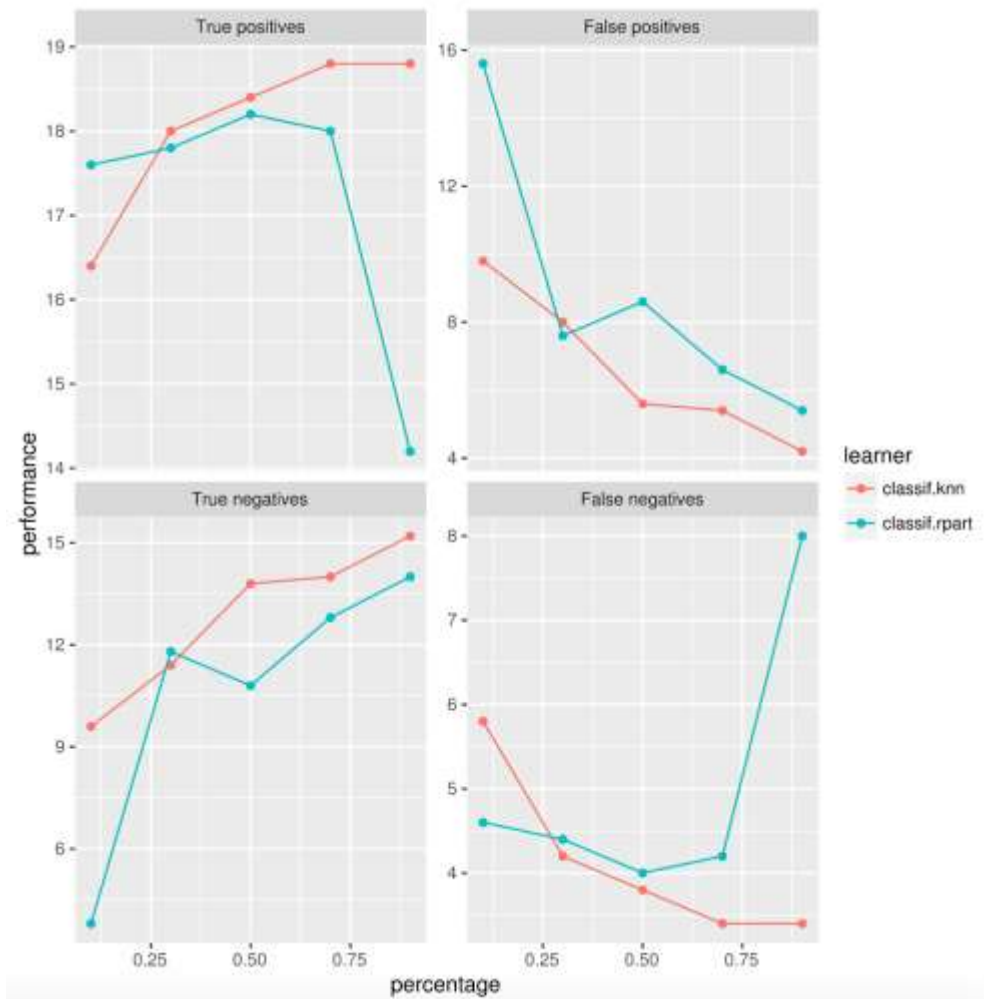 True positives
False positives
19
18
17
16
15
14
16
12
8
4
performance
True negatives
False negatives
15
12
9
6
8
7
6
5
4
0.25 0.50 0.75
0.25 0.50 0.75
percentage
learner
classif.knn
classif.rpart